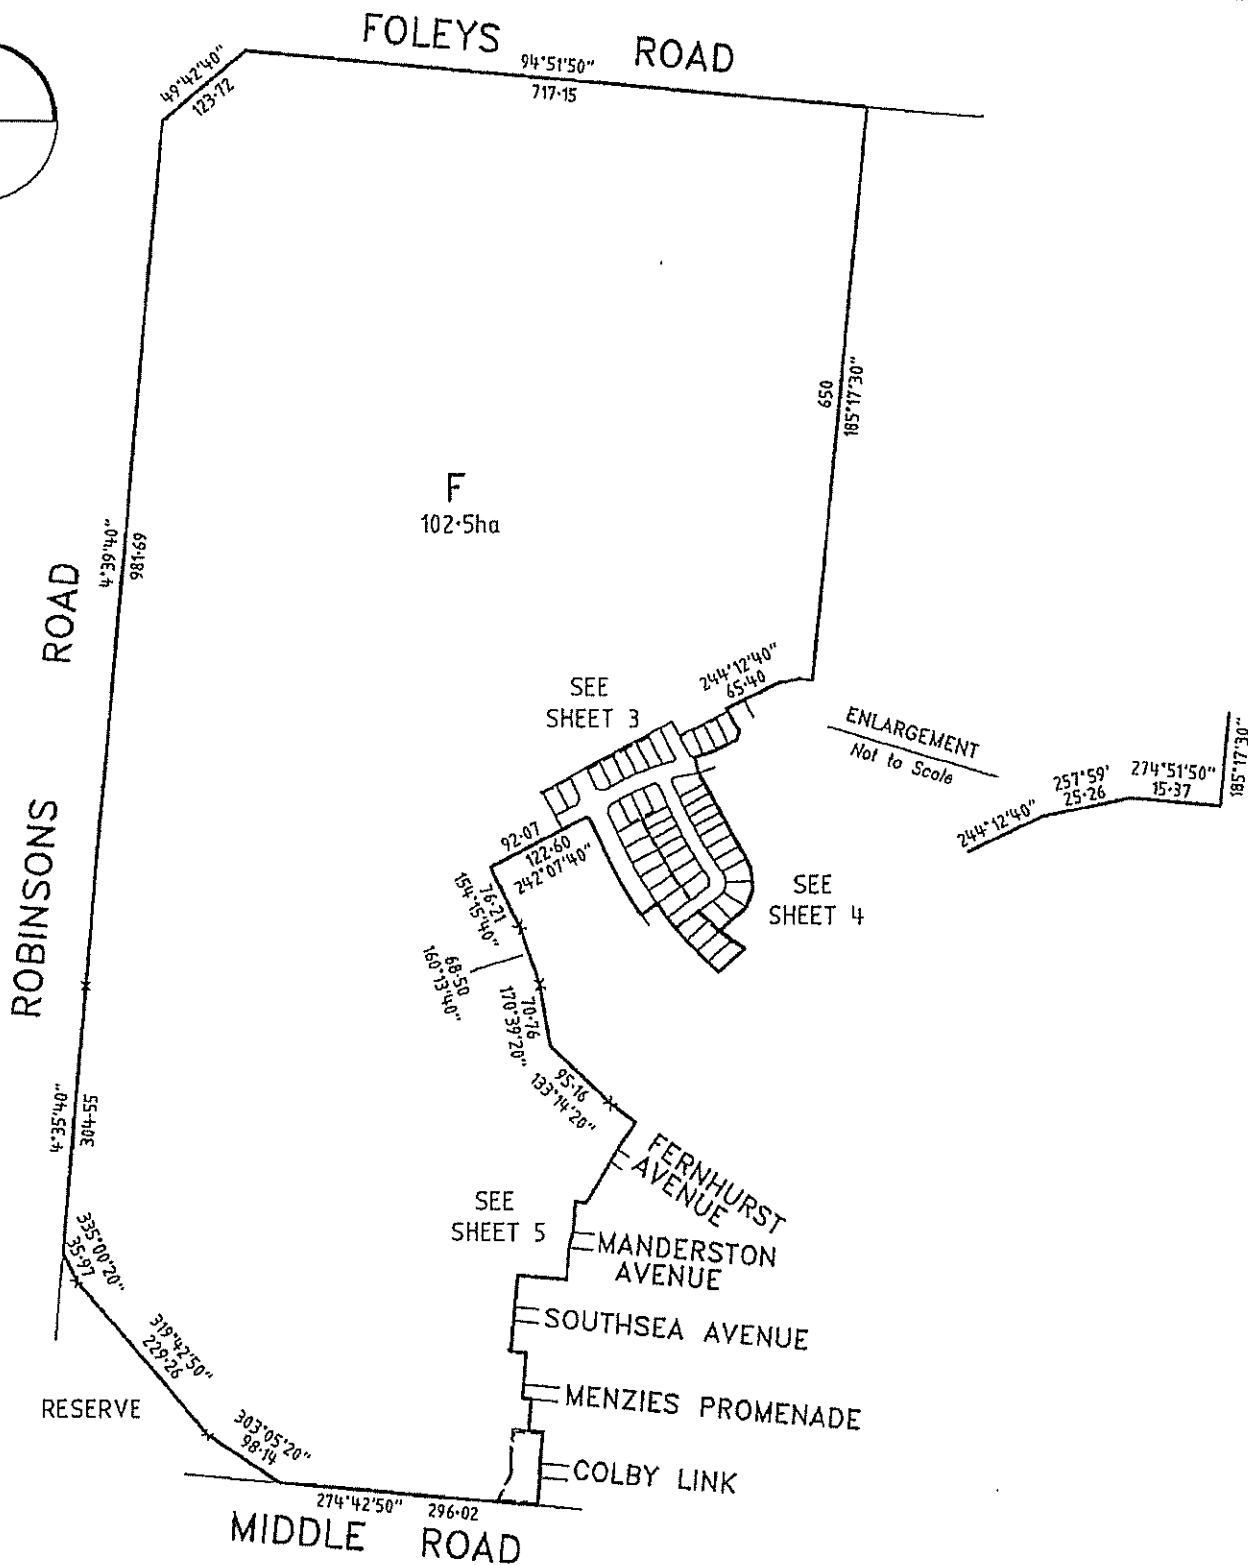 FOLEYS ROAD
94°51'50"
717·15
49°42'40"
123·72
650
185°17'30"
F
102·5ha
4°39'40"
981·69
ROBINSONS ROAD
SEE
SHEET 3
244°12'40"
65·40
ENLARGEMENT
Not to Scale
244°12'40"
257°59'
25·26
274°51'50"
15·37
185°17'30"
92·07
122·60
242°07'40"
76·21
154°15'40"
SEE
SHEET 4
68·50
160°13'40"
70·76
170°39'20"
95·16
133°14'20"
4°35'40"
304·55
FERNHURST
AVENUE
SEE
SHEET 5
MANDERSTON
AVENUE
335°00'20"
35·97
SOUTHSEA AVENUE
319°42'50"
229·26
MENZIES PROMENADE
RESERVE
303°05'20"
98·14
COLBY LINK
274°42'50" 296·02
MIDDLE ROAD